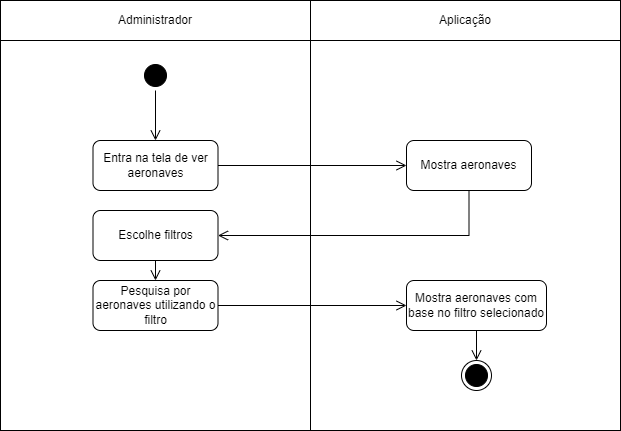 Administrador
Aplicação
Entra na tela de ver
aeronaves
Mostra aeronaves
Escolhe filtros
Pesquisa por
aeronaves utilizando o
filtro
Mostra aeronaves com
base no filtro selecionado